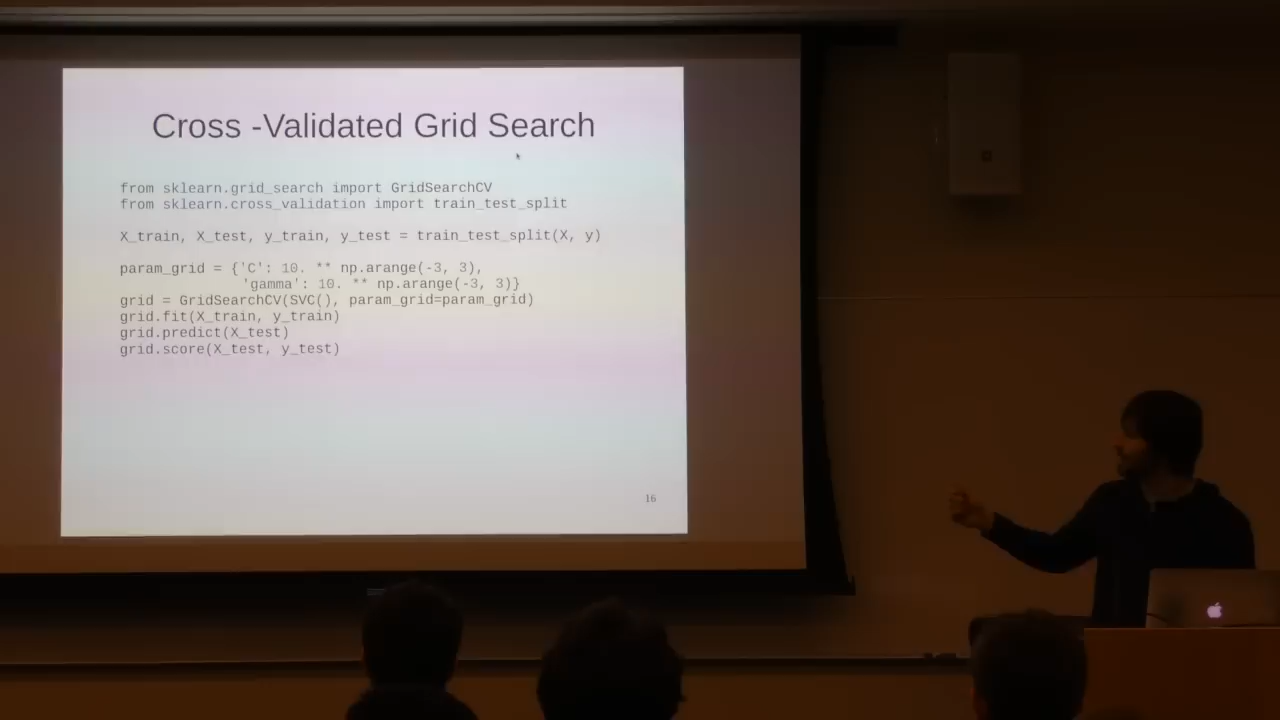 Cross -Validated Grid Search
from sklearn.grid_search import GridSearchCV
from sklearn.cross_validation import train_test_split
X_train, X_test, y_train, y_test = train_test_split(X, y)
param_grid = {'C': 10. ** np.arange(-3, 3),
'gamma': 10. ** np.arange(-3, 3)}
grid = GridSearchCV(SVC(), param_grid=param_grid)
grid.fit(X_train, y_train)
grid.predict(X_test)
grid.score(X_test, y_test)
16